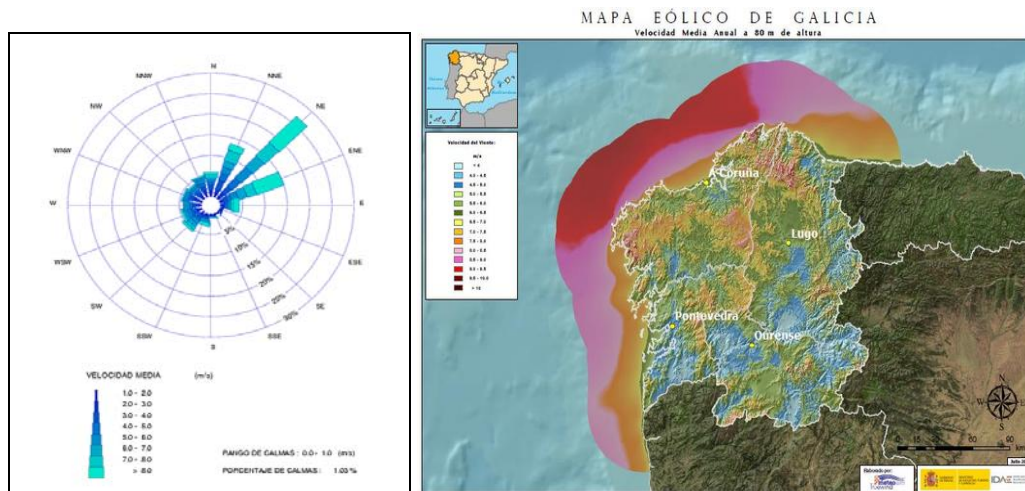 N
NNE
NE
ENE
E
ESE
SE
SSE
S
SSW
SW
WSW
W
WNW
NW
NNW
5%
10%
15%
20%
25%
30%
VELOCIDAD MEDIA (m/s)
1.0 - 2.0
2.0 - 3.0
3.0 - 4.0
4.0 - 5.0
5.0 - 6.0
6.0 - 7.0
7.0 - 8.0
> 8.0
RANGO DE CALMAS : 0.0 - 1.0 (m/s)
PORCENTAJE DE CALMAS : 1.03 %
MAPA EÓLICO DE GALICIA
Velocidad Media Anual a 80 m de altura
Velocidad del Viento:
m/s
A Coruña
Lugo
Pontevedra
Ourense
N
W E
S
Elaborado por:
IDAE